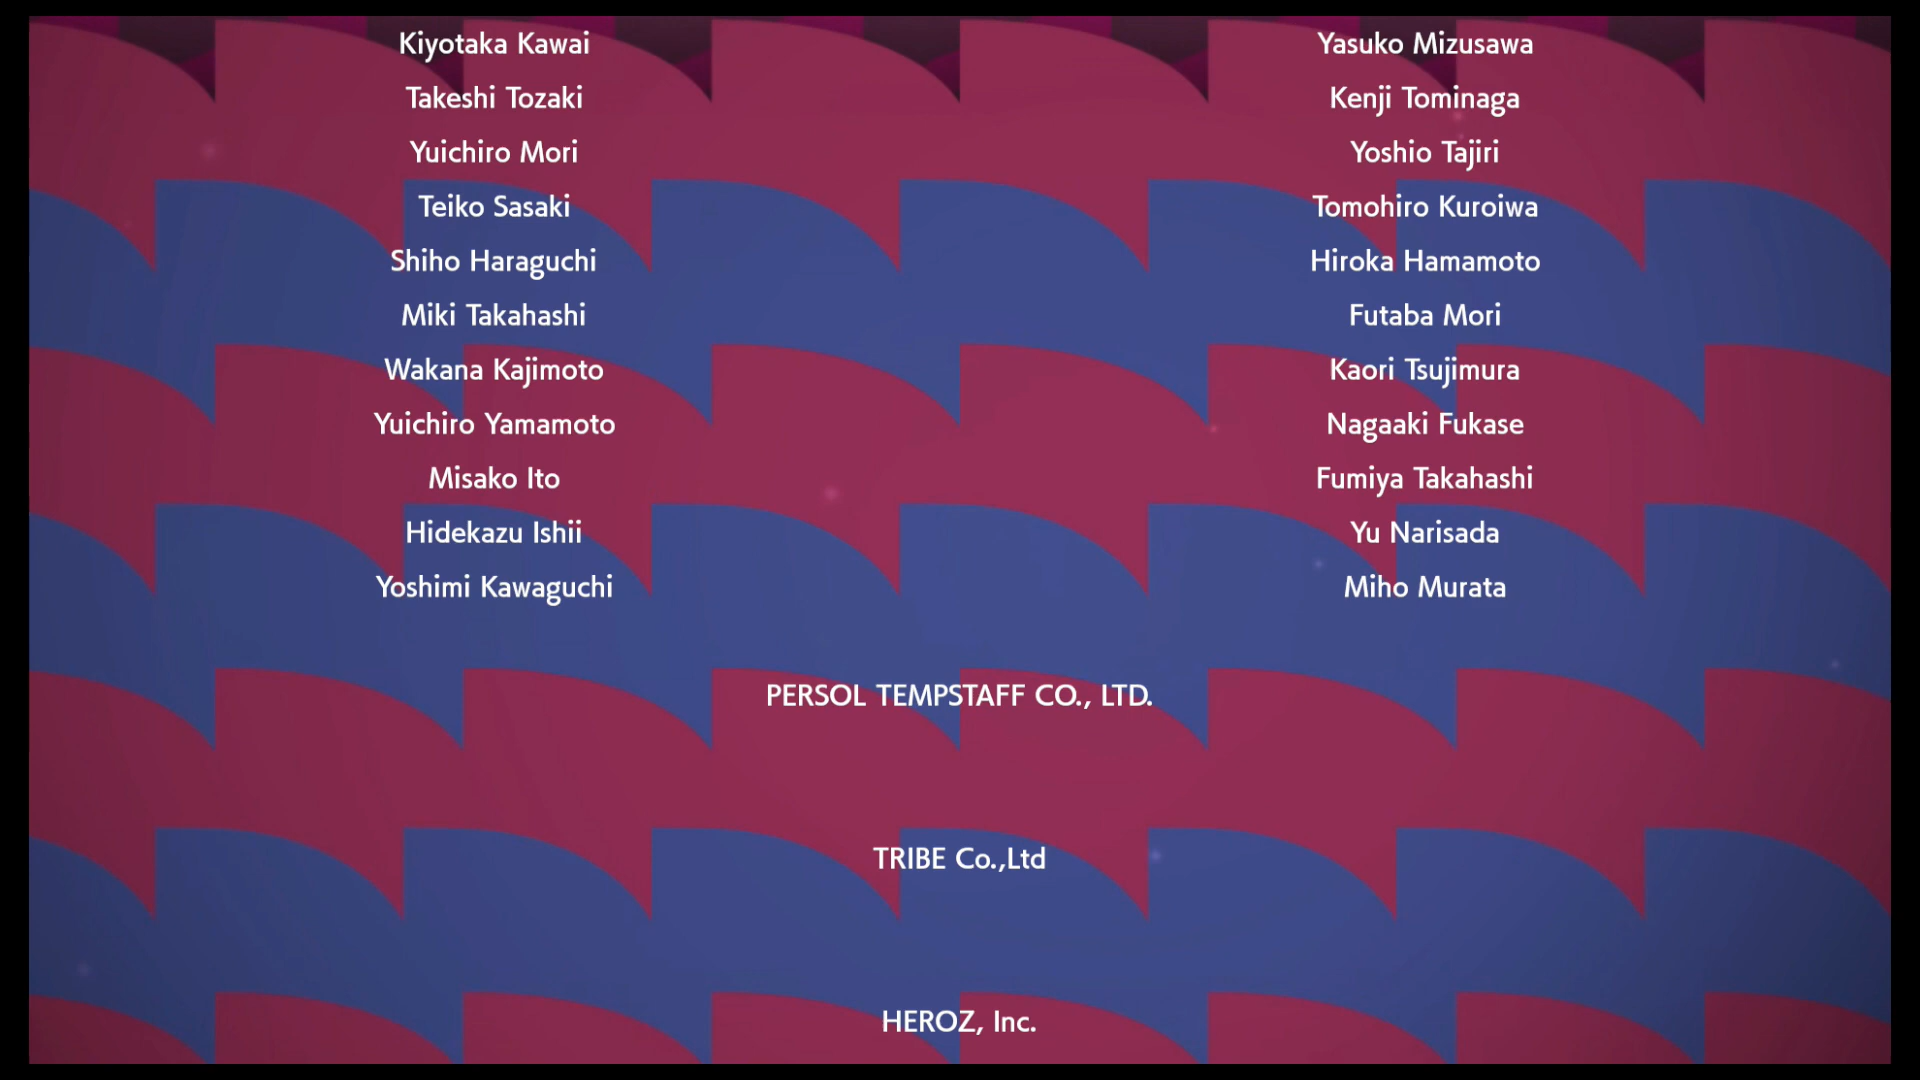 Kiyotaka Kawai
Yasuko Mizusawa
Takeshi Tozaki
Kenji Tominaga
Yuichiro Mori
Yoshio Tajiri
Teiko Sasaki
Tomohiro Kuroiwa
Shiho Haraguchi
Hiroka Hamamoto
Miki Takahashi
Futaba Mori
Wakana Kajimoto
Kaori Tsujimura
Yuichiro Yamamoto
Nagaaki Fukase
Misako Ito
Fumiya Takahashi
Hidekazu Ishii
Yu Narisada
Yoshimi Kawaguchi
Miho Murata
PERSOL TEMPSTAFF CO., LTD.
TRIBE Co.,Ltd
HEROZ, Inc.